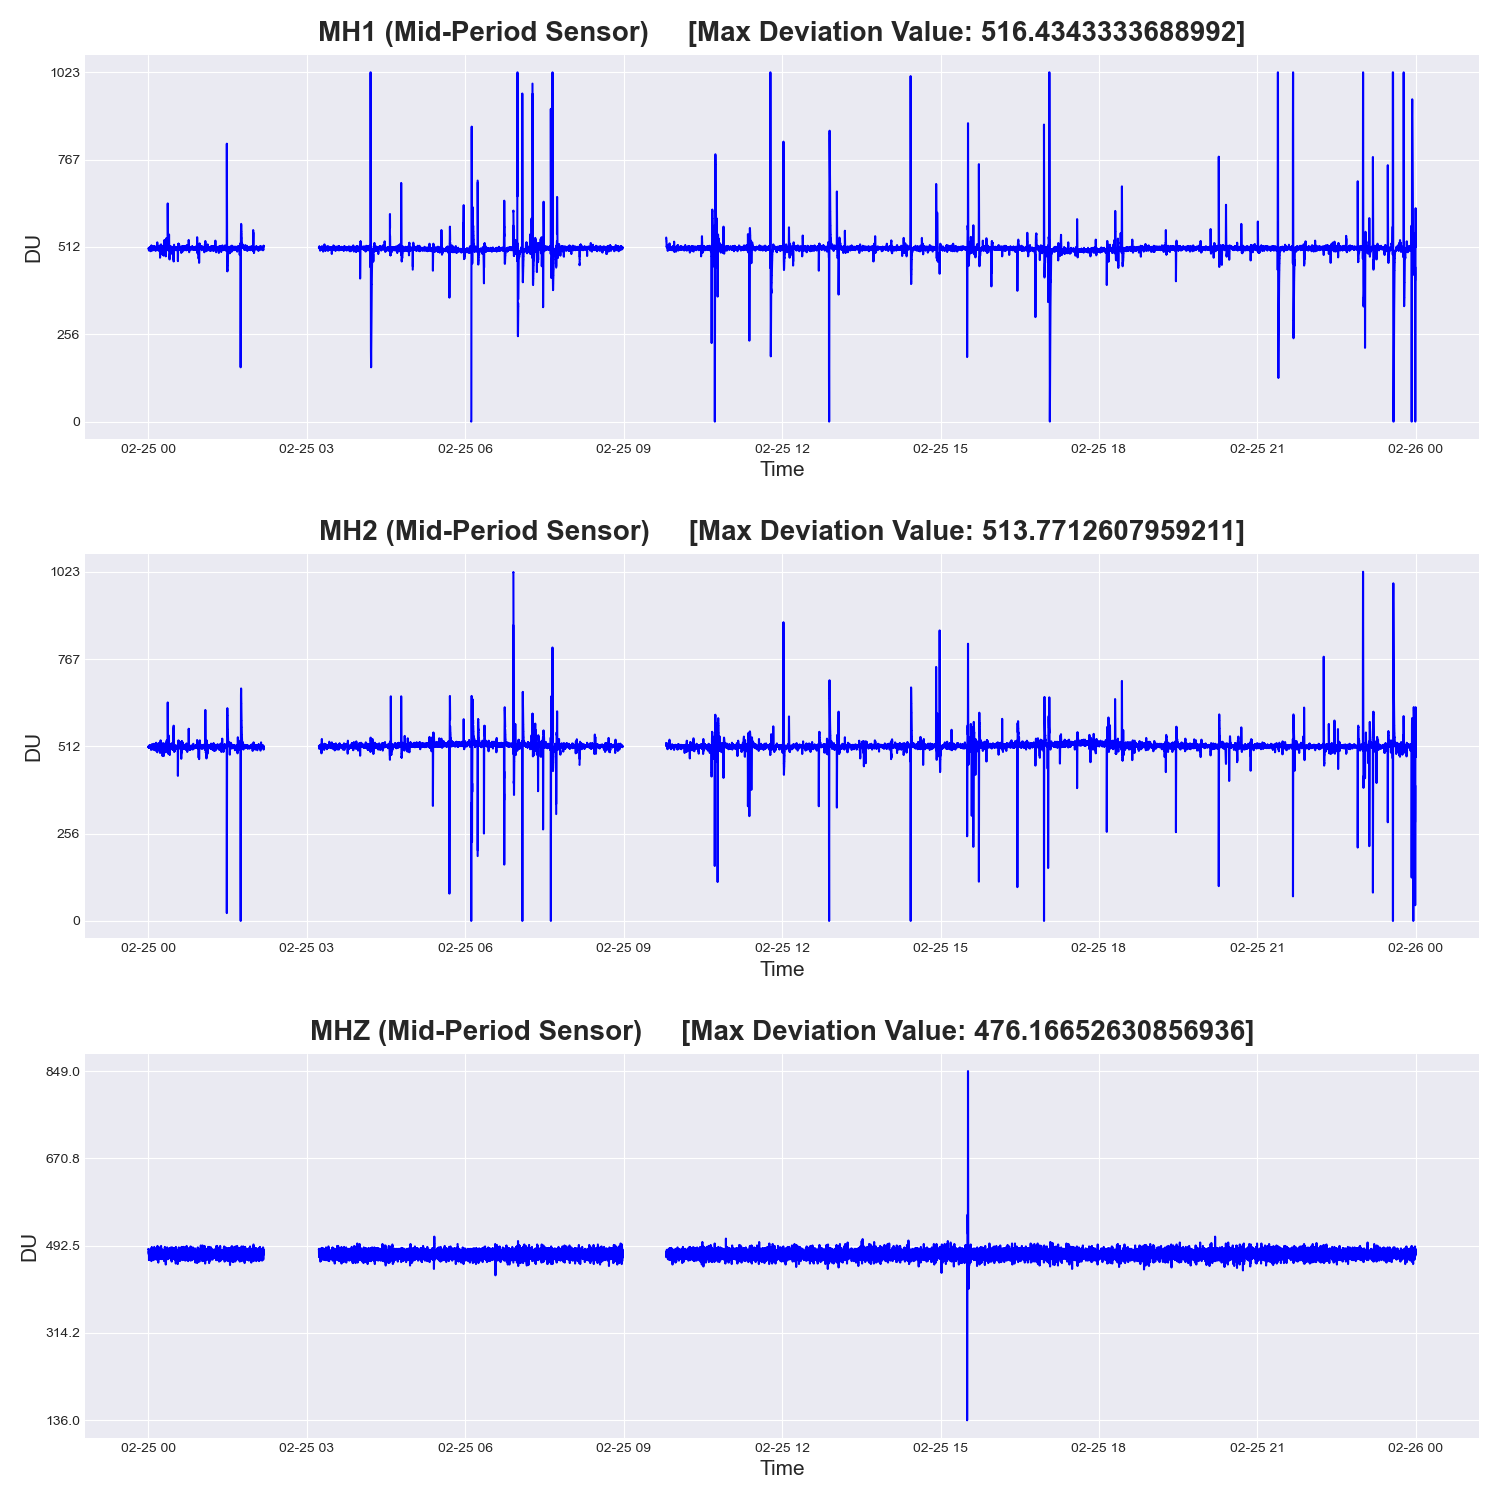 MH1 (Mid-Period Sensor) [Max Deviation Value: 516.4343333688992]
1023
767
512
256
0
DU
02-25 00 02-25 03 02-25 06 02-25 09 02-25 12 02-25 15 02-25 18 02-25 21 02-26 00
Time
MH2 (Mid-Period Sensor) [Max Deviation Value: 513.7712607959211]
1023
767
512
256
0
DU
02-25 00 02-25 03 02-25 06 02-25 09 02-25 12 02-25 15 02-25 18 02-25 21 02-26 00
Time
MHZ (Mid-Period Sensor) [Max Deviation Value: 476.16652630856936]
849.0
670.8
492.5
314.2
136.0
DU
02-25 00 02-25 03 02-25 06 02-25 09 02-25 12 02-25 15 02-25 18 02-25 21 02-26 00
Time